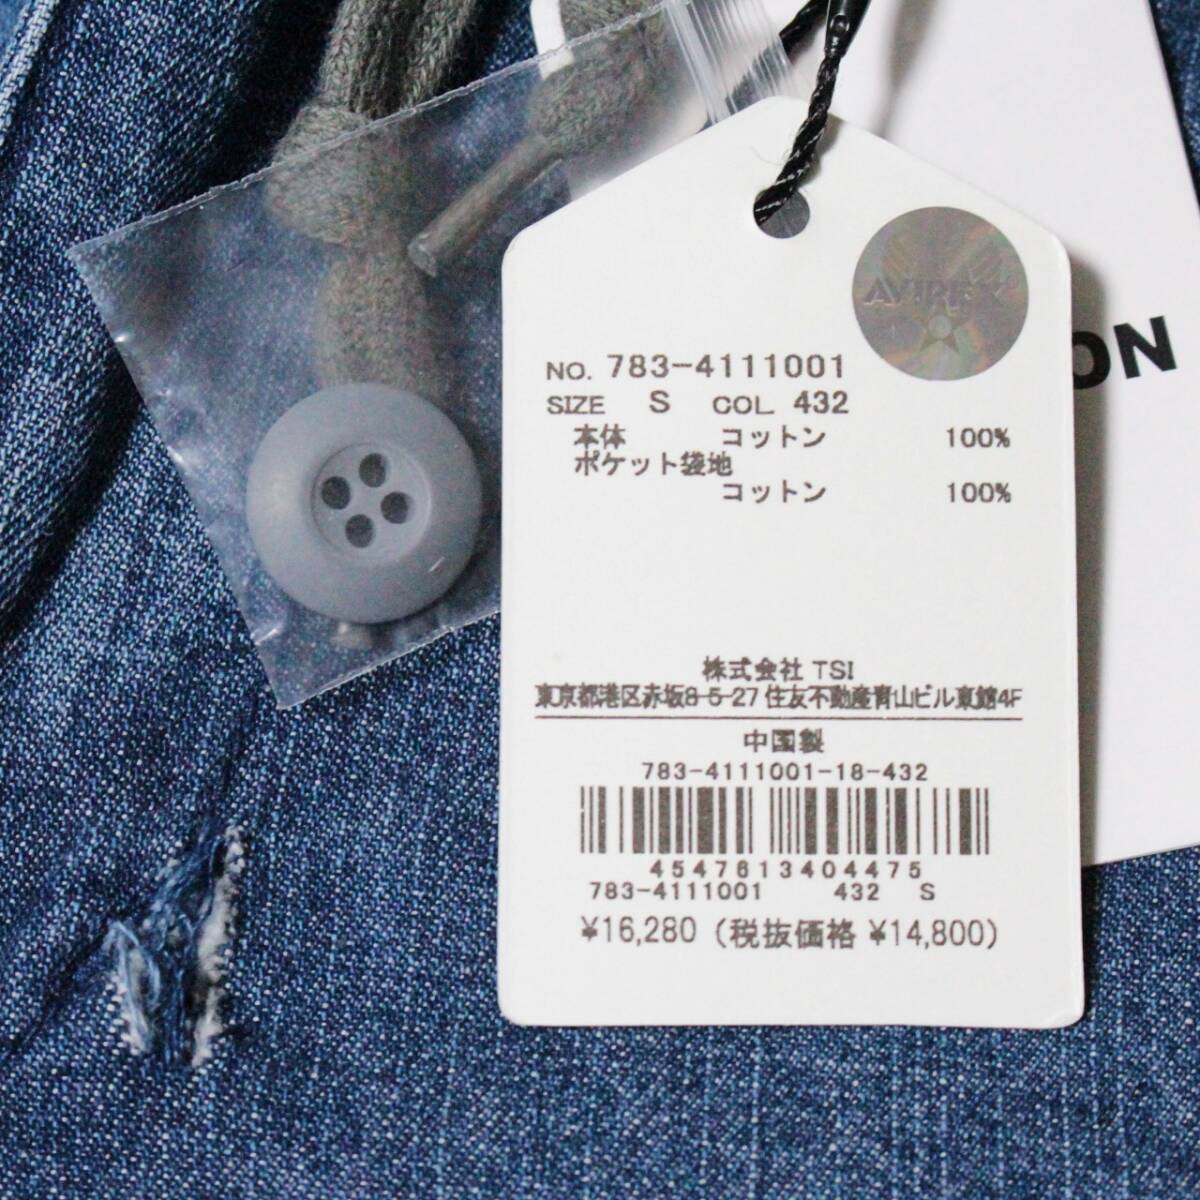 AVIREX
ON
NO. 783-4111001
SIZE S COL 432
本体 コットン 100%
ポケット袋地
コットン 100%
株式会社 TSI
東京都港区赤坂8-5-27 住友不動産青山ビル東館4F
中国製
783-4111001-18-432
4547613404475
783-4111001 432 S
¥16,280 (税抜価格 ¥14,800)